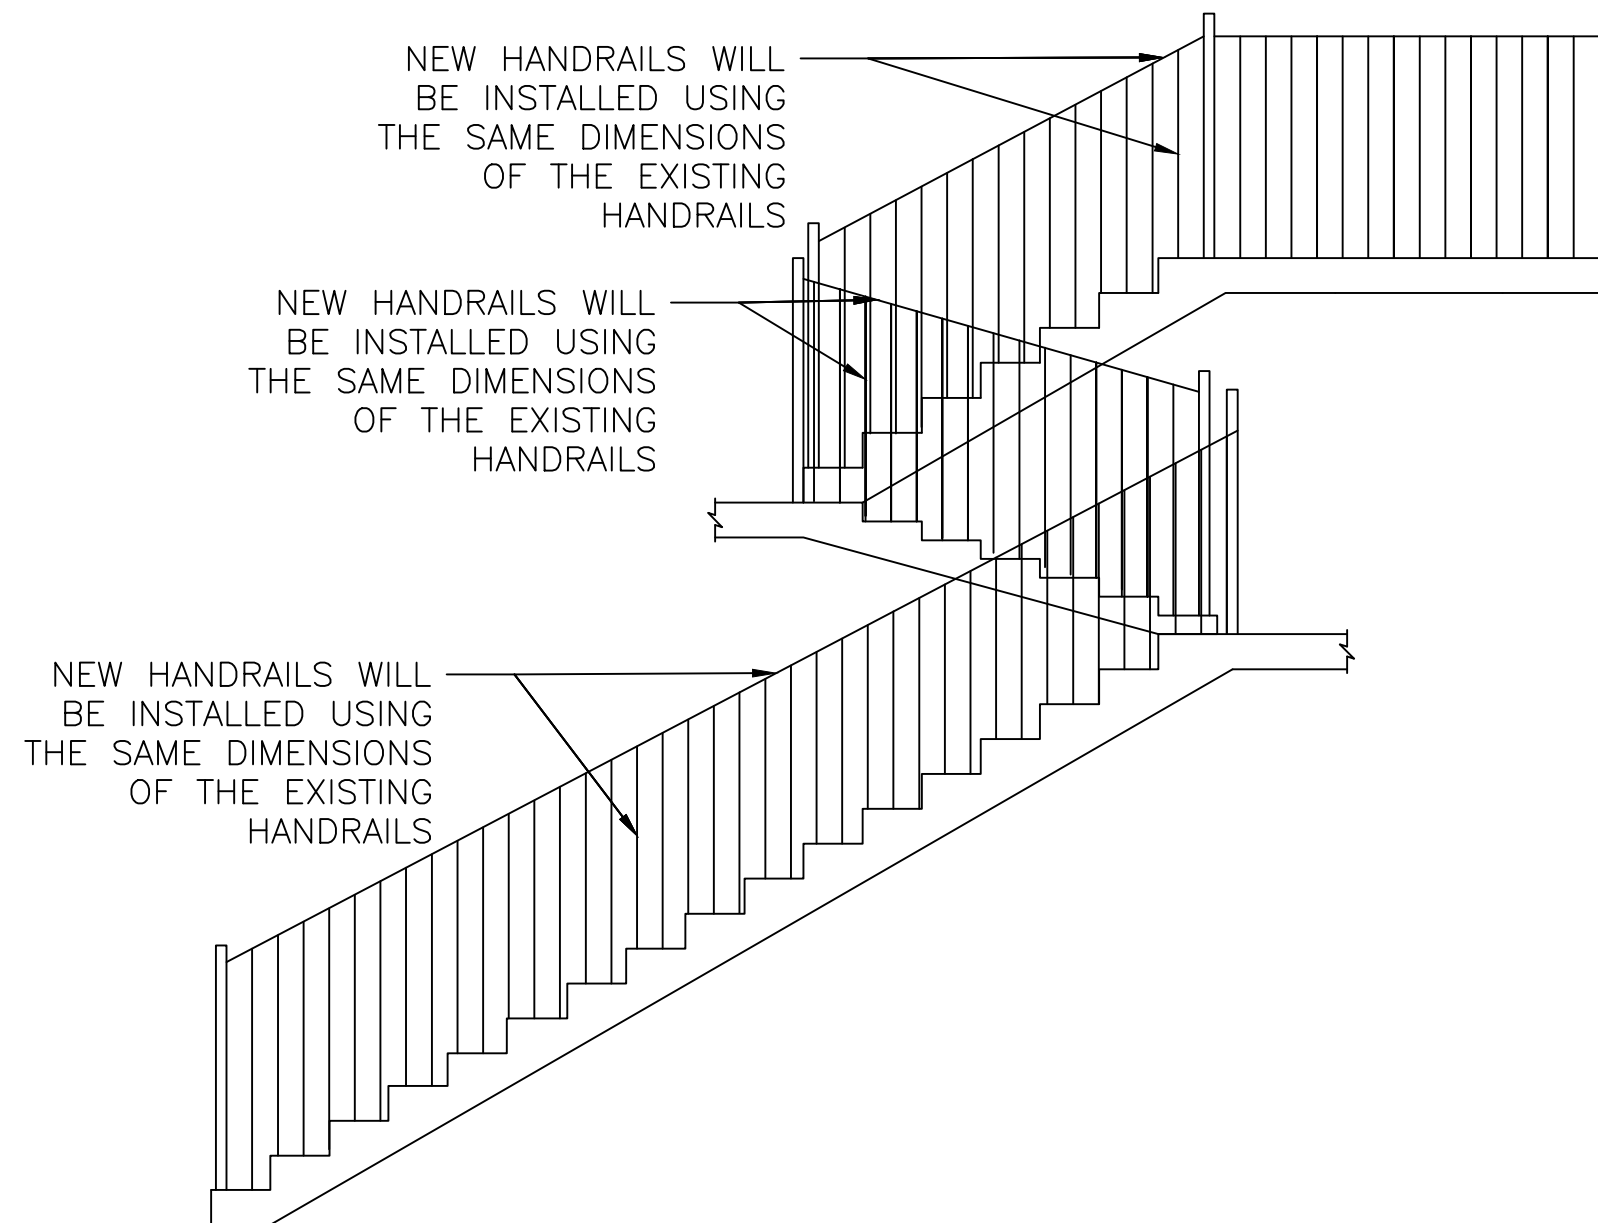 NEW HANDRAILS WILL
BE INSTALLED USING
THE SAME DIMENSIONS
OF THE EXISTING
HANDRAILS
NEW HANDRAILS WILL
BE INSTALLED USING
THE SAME DIMENSIONS
OF THE EXISTING
HANDRAILS
NEW HANDRAILS WILL
BE INSTALLED USING
THE SAME DIMENSIONS
OF THE EXISTING
HANDRAILS